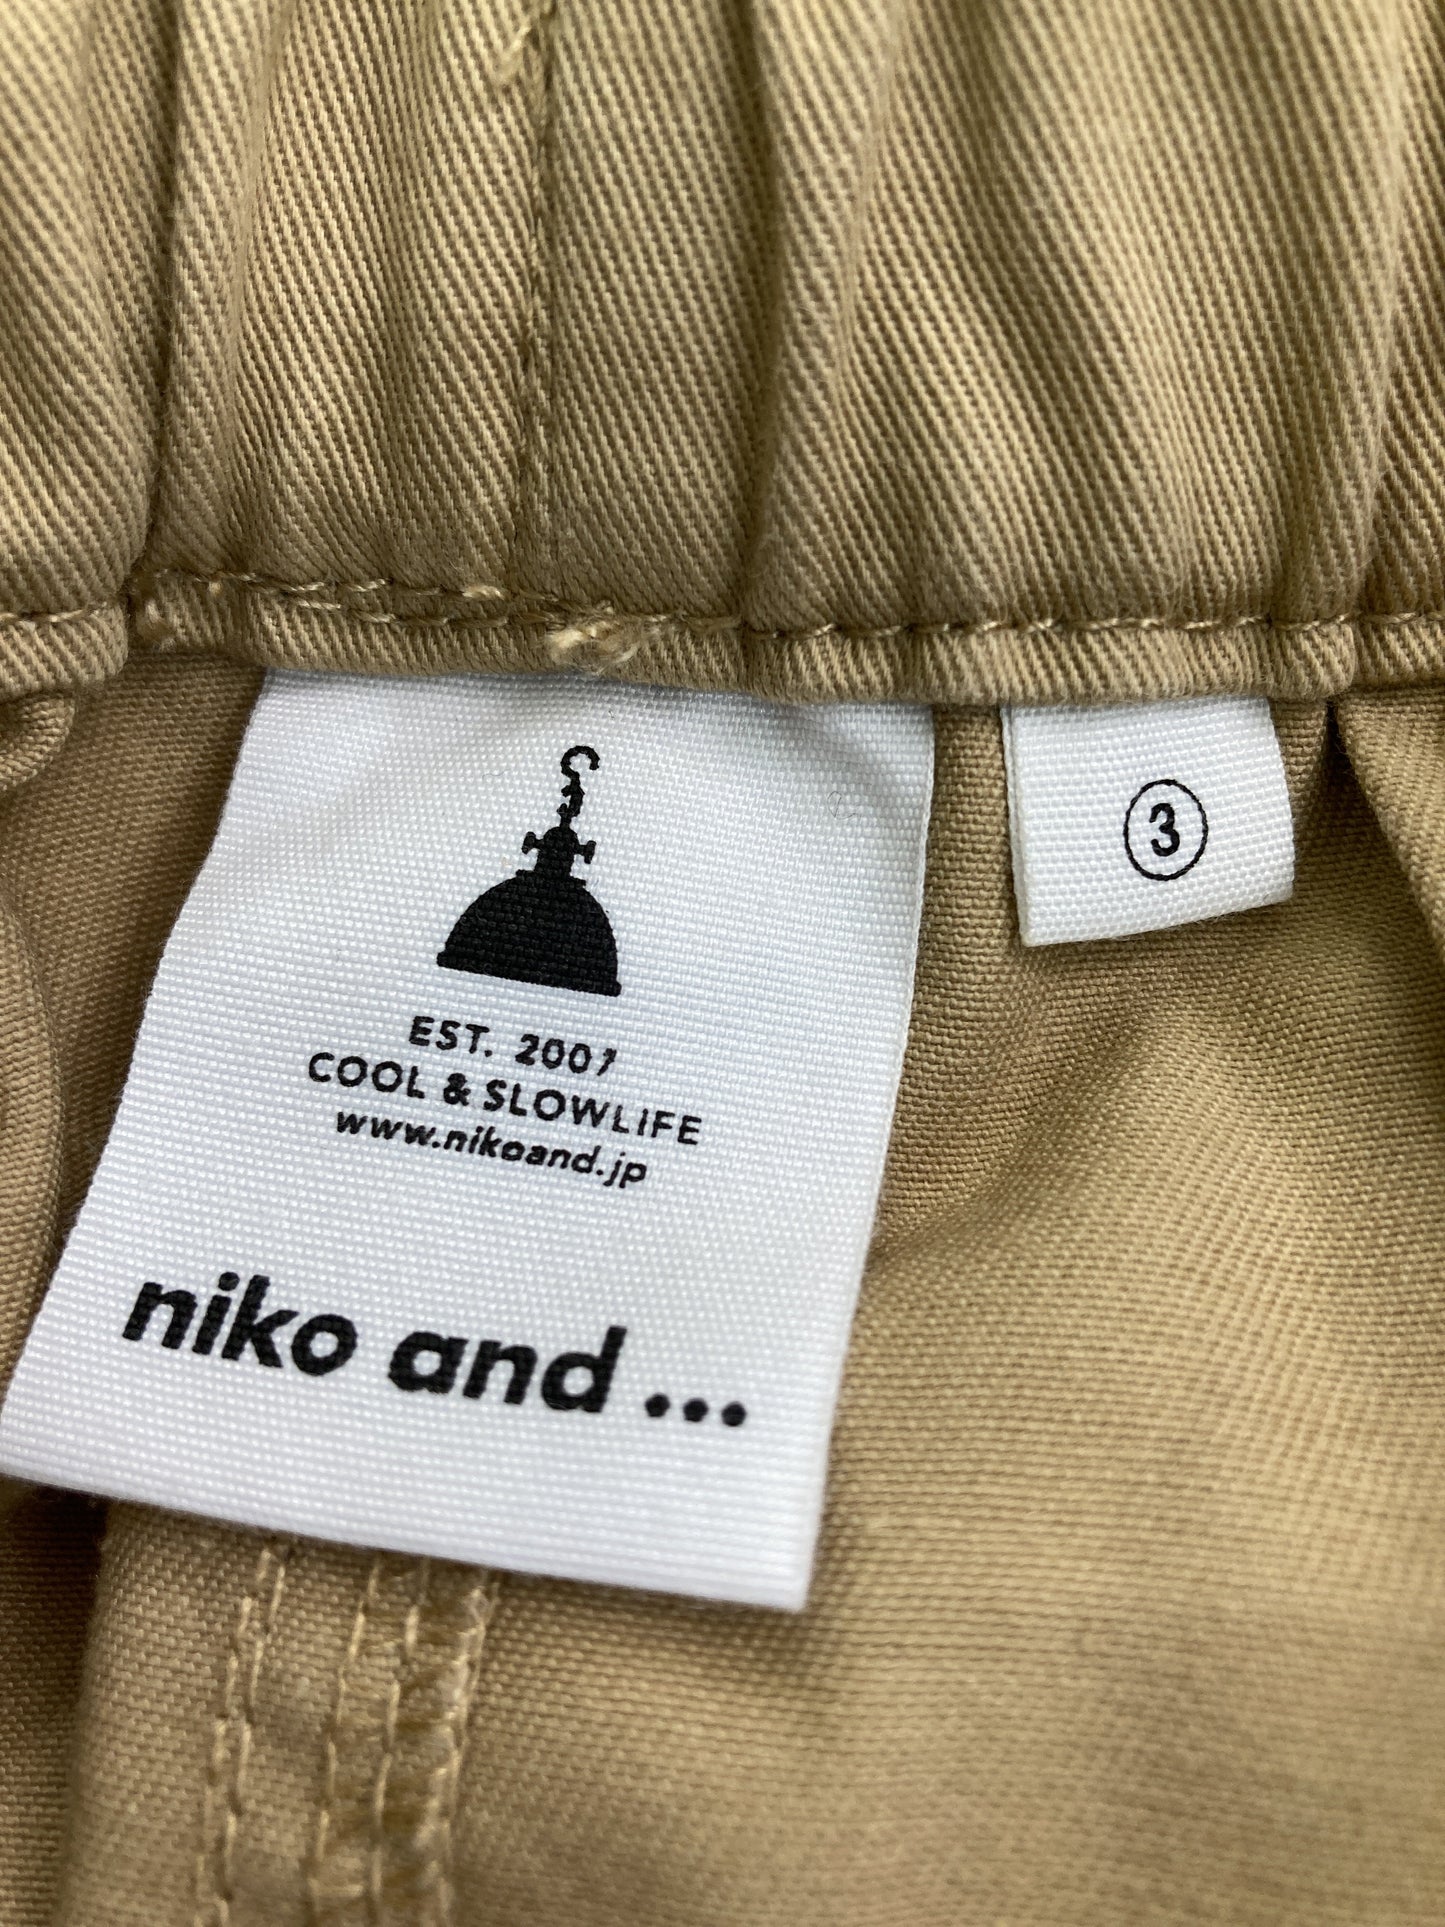 EST. 2007
COOL & SLOWLIFE
www.nikoand.jp
niko and ...
③